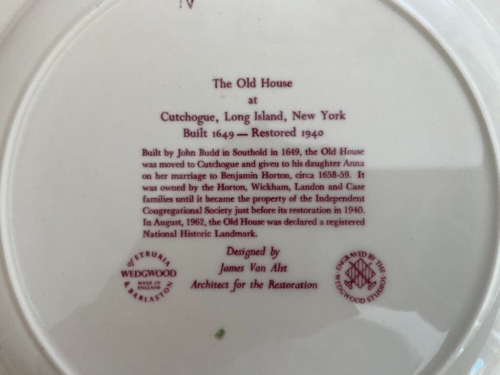 N
The Old House
at
Cutchogue, Long Island, New York
Built 1649 — Restored 1940
Built by John Budd in Southold in 1649, the Old House
was moved to Cutchogue and given to his daughter Anna
on her marriage to Benjamin Horton, circa 1658-59. It
was owned by the Horton, Wickham, Landon and Case
families until it became the property of the Independent
Congregational Society just before its restoration in 1940.
In August, 1962, the Old House was declared a registered
National Historic Landmark.
Designed by
James Van Alst
Architect for the Restoration
of ETRURIA
WEDGWOOD
MADE IN
ENGLAND
& BARLASTON
ENGRAVED BY THE
WEDGWOOD STUDIOS